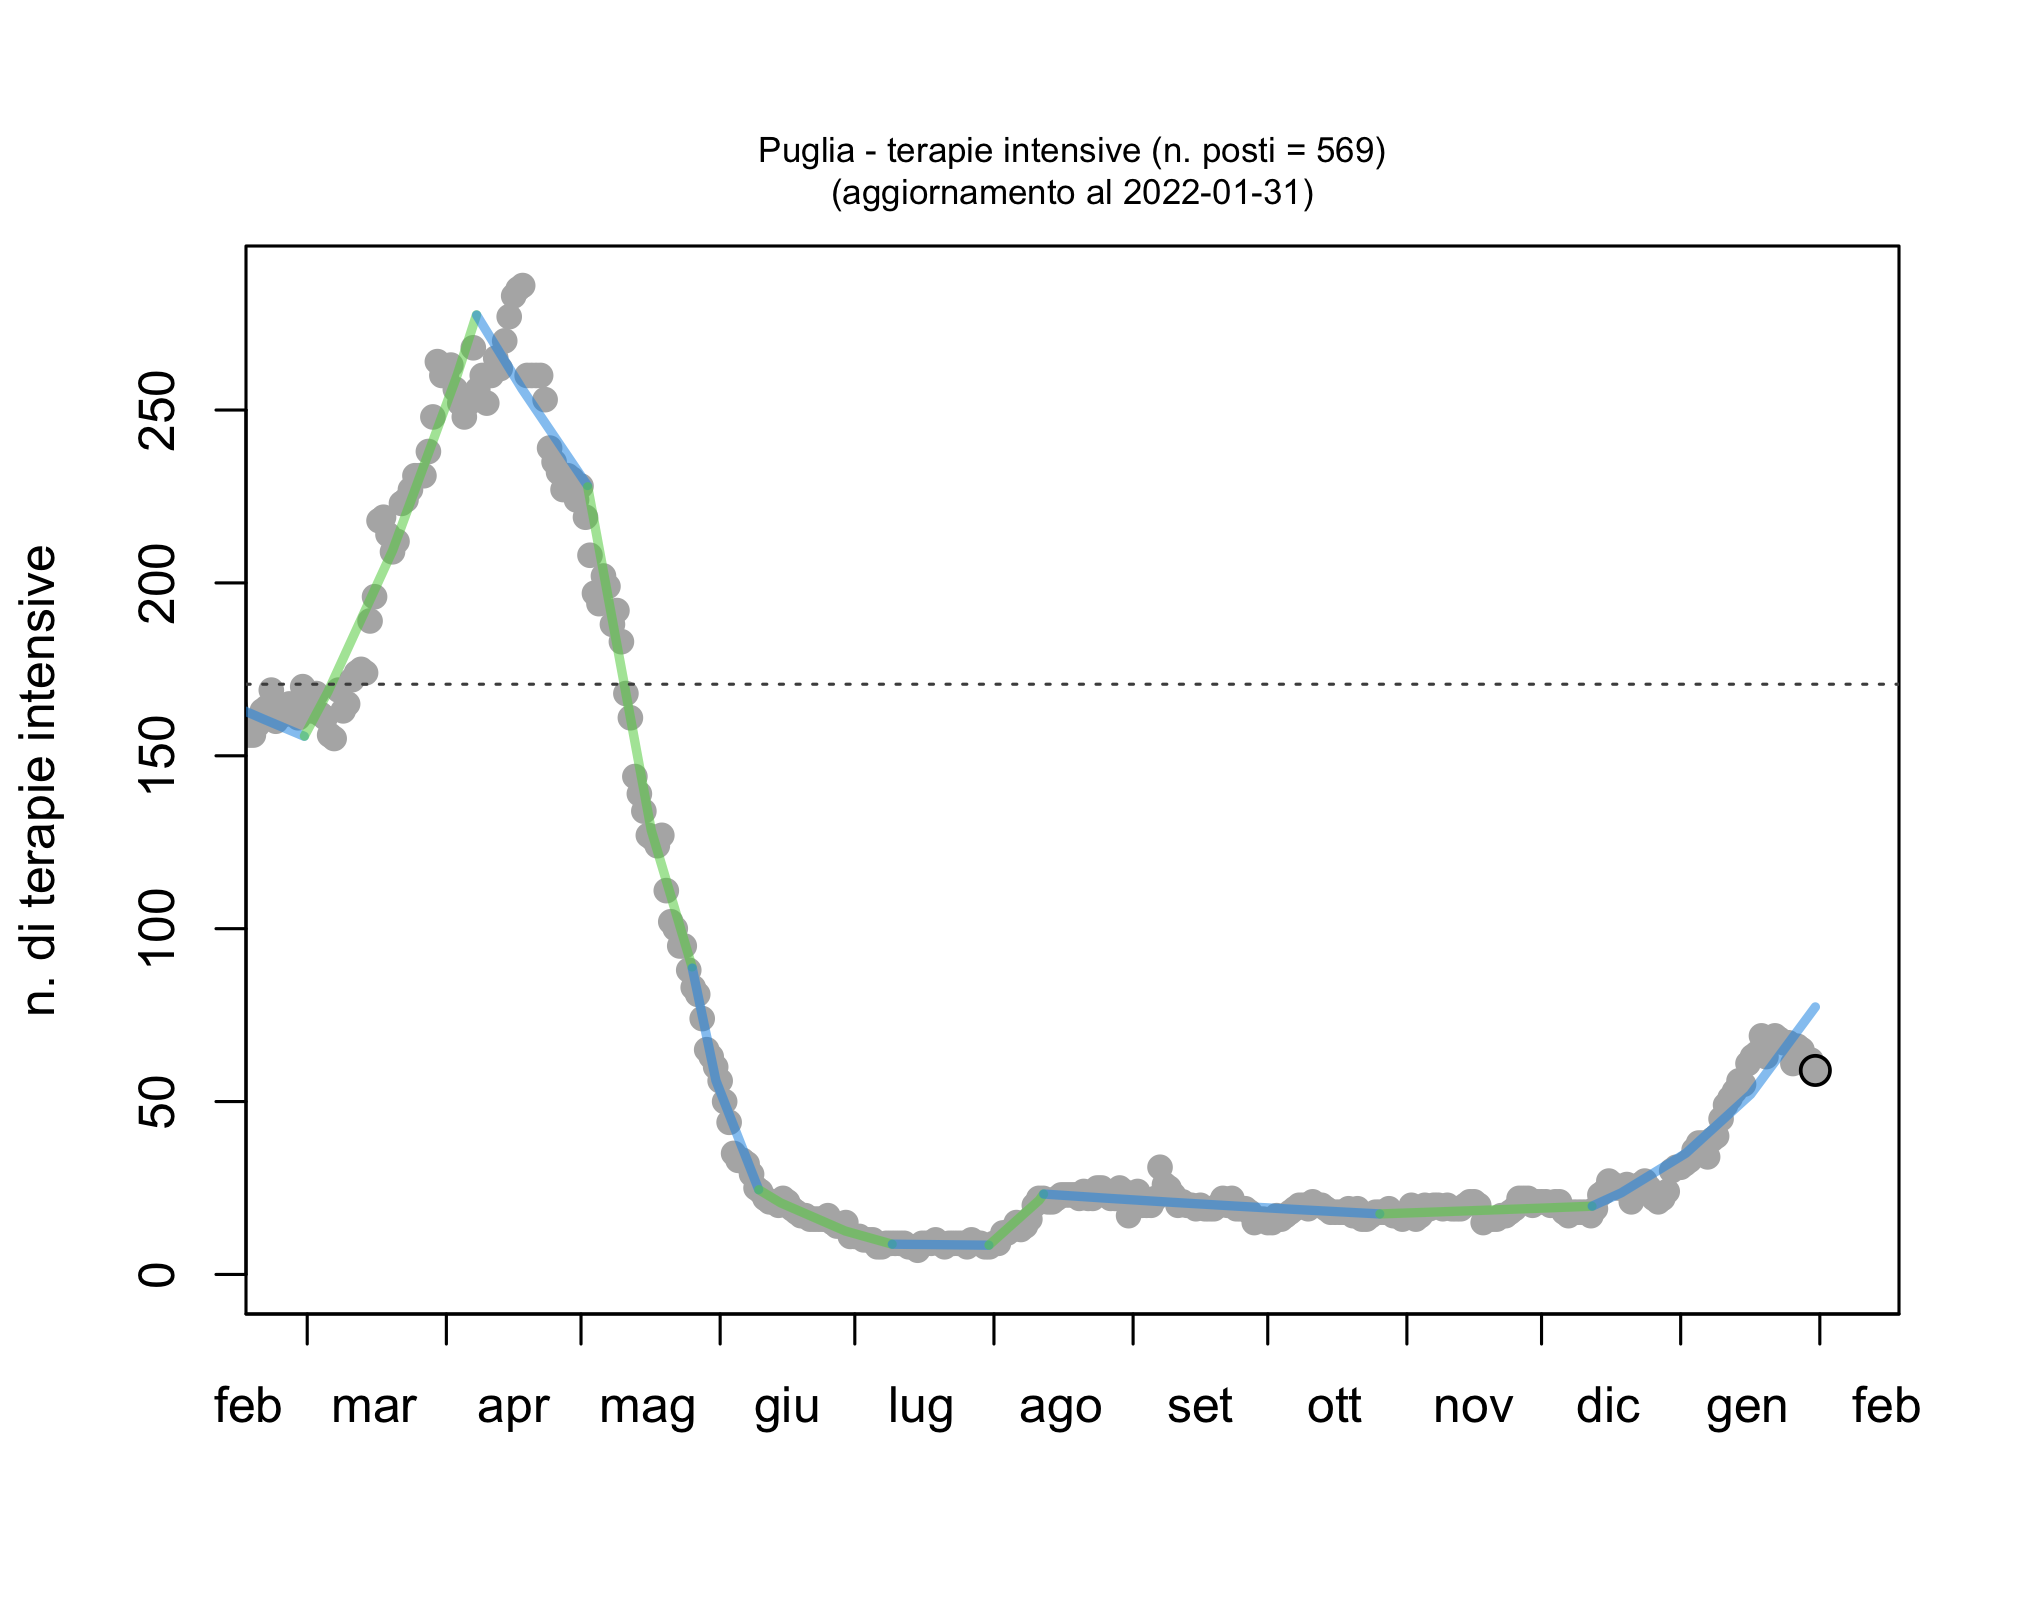 Puglia - terapie intensive (n. posti = 569)
(aggiornamento al 2022-01-31)
n. di terapie intensive
250
200
150
100
50
0
feb mar apr mag giu lug ago set ott nov dic gen feb